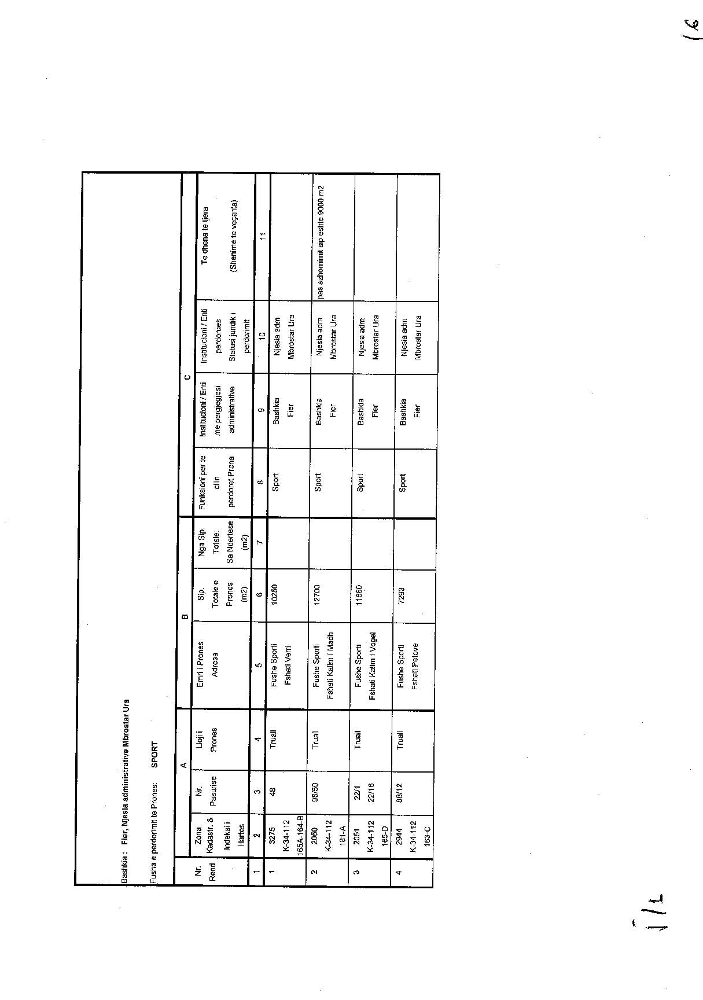 Bashkia : Fier, Njesia administrative Mbrostar Ura
Fusha e perdorimit te Prones: SPORT
A B C
Nr. Rend. | Zona Kadastr. & Indeksi i Hartes | Nr. Pasurise | Lloji i Prones | Emri i Prones Adresa | Sip. Totale e Prones (m2) | Nga Sip. Totale: Sa Ndertese (m2) | Funksioni per te cilin perdoret Prona | Institucioni / Enti me pergjegjesi administrative | Institucioni / Enti perdorues Statusi juridik i perdorimit | Te dhena te tjera (Shenime te veçanta)
1 2 3 4 5 6 7 8 9 10 11
1 3275 48 Truall Fushe Sporti 10250 Sport Bashkia Njesia adm
K-34-112 Fshati Verri Fier Mbrostar Ura
165A-164-B
2 2050 98/50 Truall Fushe Sporti 12700 Sport Bashkia Njesia adm pas azhornimit sip eshte 9000 m2
K-34-112 Fshati Kallm I Madh Fier Mbrostar Ura
181-A
3 2051 22/1 Truall Fushe Sporti 11680 Sport Bashkia Njesia adm
K-34-112 22/16 Fshati Kallm I Vogel Fier Mbrostar Ura
165-D
4 2944 88/12 Truall Fushe Sporti 7293 Sport Bashkia Njesia adm
K-34-112 Fshati Petove Fier Mbrostar Ura
163-C
16